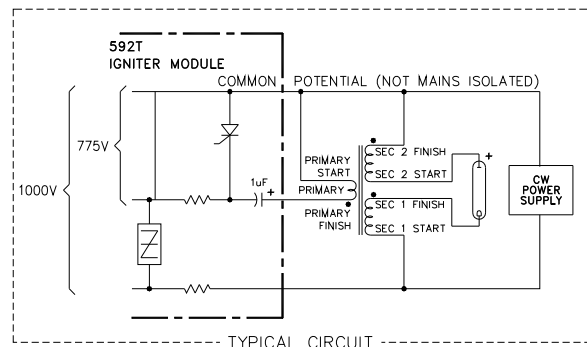 592T
IGNITER MODULE
COMMON POTENTIAL (NOT MAINS ISOLATED)
775V
1000V
1uF
+
PRIMARY
START
PRIMARY
PRIMARY
FINISH
SEC 2 FINISH
SEC 2 START
SEC 1 FINISH
SEC 1 START
+
CW
POWER
SUPPLY
TYPICAL CIRCUIT